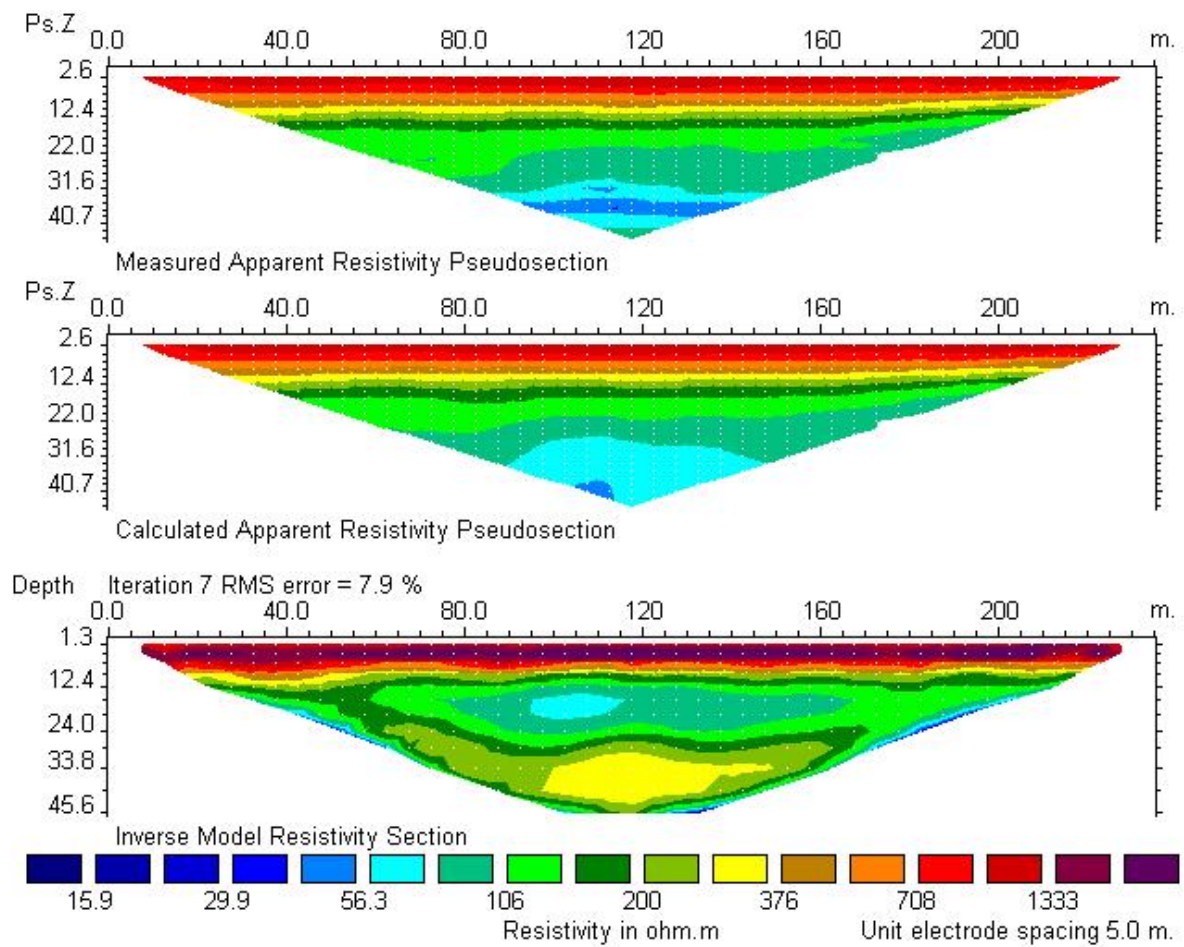 Ps.Z
0.0 40.0 80.0 120 160 200 m.
2.6
12.4
22.0
31.6
40.7
Measured Apparent Resistivity Pseudosection
Ps.Z
0.0 40.0 80.0 120 160 200 m.
2.6
12.4
22.0
31.6
40.7
Calculated Apparent Resistivity Pseudosection
Depth Iteration 7 RMS error = 7.9 %
0.0 40.0 80.0 120 160 200 m.
1.3
12.4
24.0
33.8
45.6
Inverse Model Resistivity Section
15.9 29.9 56.3 106 200 376 708 1333
Resistivity in ohm.m Unit electrode spacing 5.0 m.